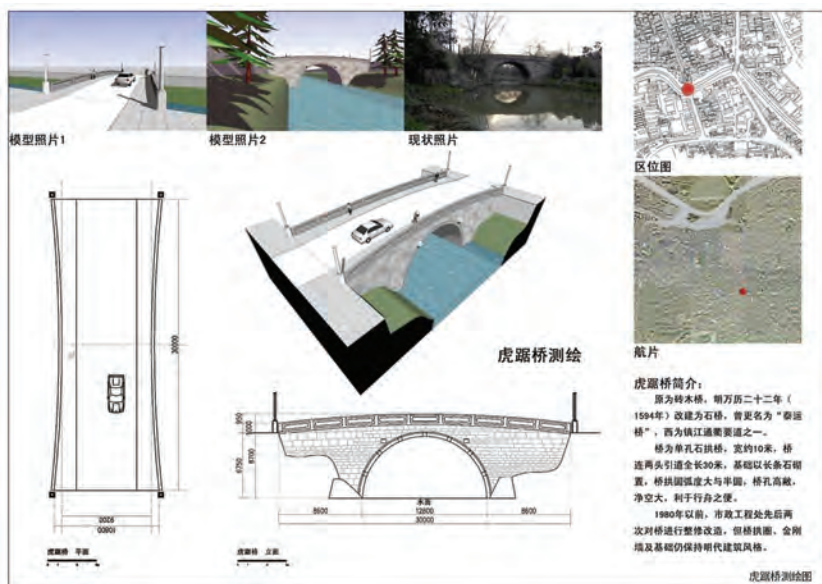 模型照片1
模型照片2
现状照片
区位图
航片
虎踞桥测绘
虎踞桥简介：
原为砖木桥，明万历二十二年（
1594年）改建为石桥，曾更名为“泰运
桥”，西为镇江通衢要道之一。
桥为单孔石拱桥，宽约10米，桥
连两头引道全长30米，基础以长条石砌
置，桥拱圆弧度大与半圆，桥孔高敞，
净空大，利于行舟之便。
1980年以前，市政工程处先后两
次对桥进行整修改造，但桥拱圈、金刚
墙及基础仍保持明代建筑风格。
30000
9200
10600
虎踞桥 平面
950
1000
6750
8700
水面
8600
12800
8600
30000
虎踞桥 立面
虎踞桥测绘图